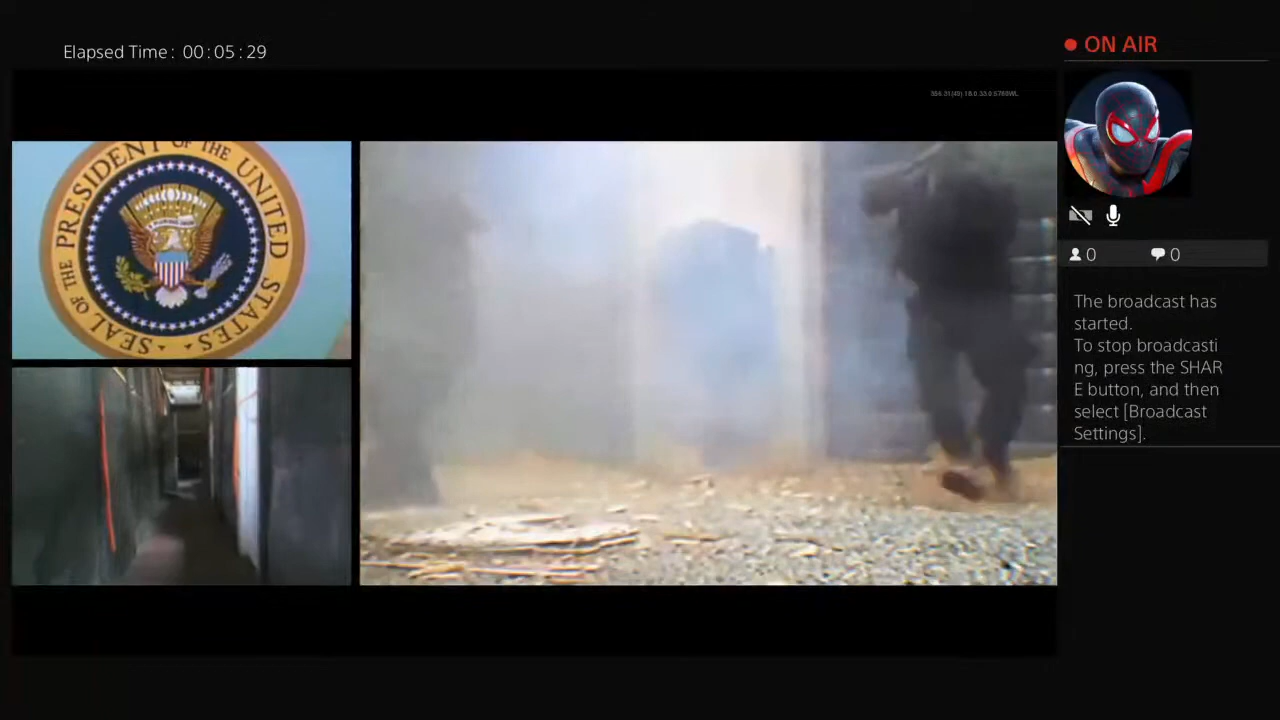 Elapsed Time: 00:05:29
ON AIR
SEAL OF THE PRESIDENT OF THE UNITED STATES
0
0
The broadcast has
started.
To stop broadcasti
ng, press the SHAR
E button, and then
select [Broadcast
Settings].